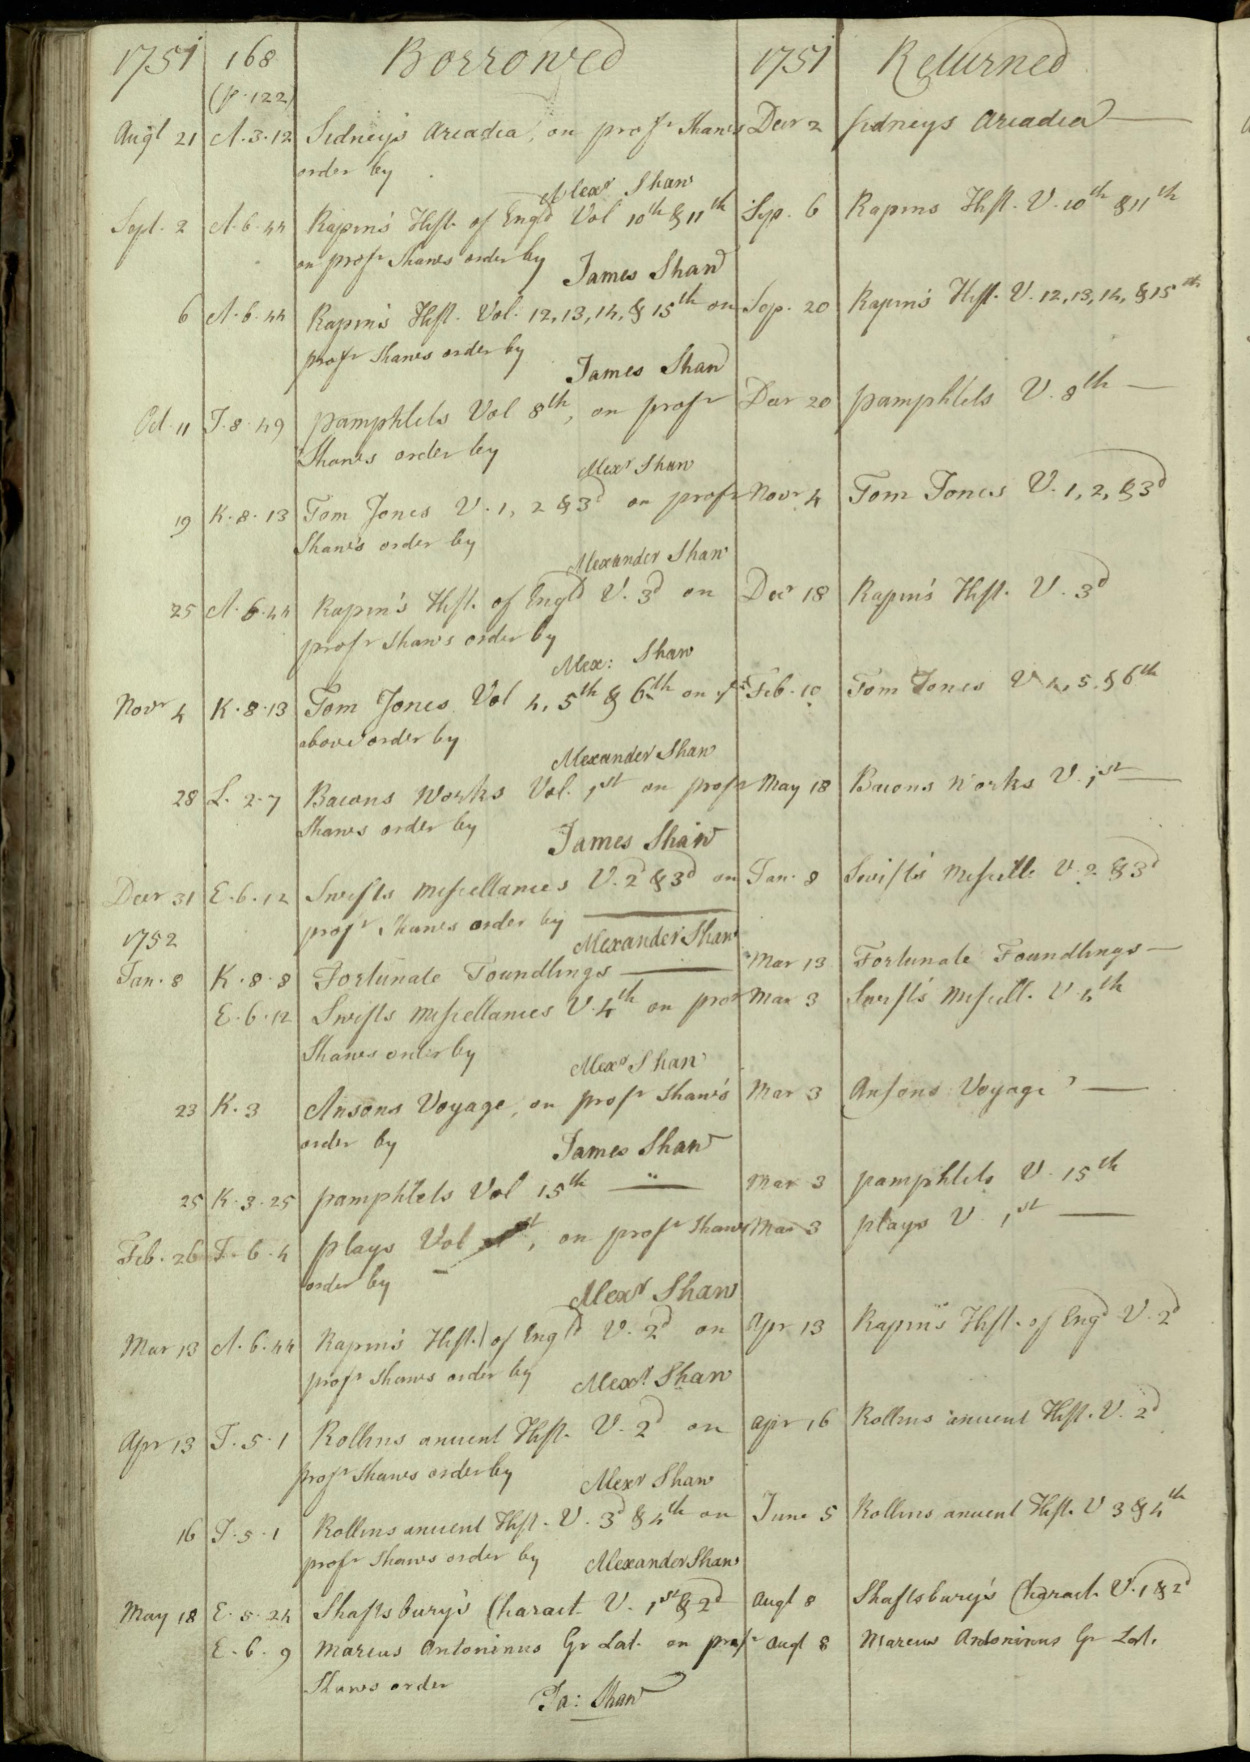 1751 168 Borrowed 1751 Returned
(p. 122)
Augt 21 A.3.12 Sidney's Arcadia, on profr Shaws Decr 2 Sidneys Arcadia
order by
Alexr Shaw
Sept. 2 A.6.44 Rapin's Hist. of Engd Vol 10th & 11th Sep. 6 Rapins Hist. V. 10th & 11th
on profr Shaws order by
James Shaw
6 A.6.44 Rapin's Hist. Vol. 12, 13, 14, & 15th on Sep. 20 Rapin's Hist. V. 12, 13, 14, & 15th
profr Shaws order by
James Shaw
Oct. 11 J.8.49 pamphlets Vol 8th, on profr Decr 20 pamphlets V. 8th
Shaws order by
Alexr Shaw
19 K.8.13 Tom Jones V. 1, 2 & 3d on profr Novr 4 Tom Jones V. 1, 2, & 3d
Shaw's order by
Alexander Shaw
25 A.6.44 Rapin's Hist. of Engld V. 3d on Decr 18 Rapin's Hist. V. 3d
profr Shaws order by
Alex: Shaw
Novr 4 K.8.13 Tom Jones Vol 4, 5th & 6th on ye Feb. 10 Tom Jones V 4, 5, & 6th
above order by
Alexander Shaw
28 L.2.7 Bacons Works Vol. 1st on profr May 18 Bacons Works V. 1st
Shaws order by
James Shaw
Decr 31 E.6.12 Swifts Miscellanies V. 2d & 3d on Jan. 8 Swifts Miscell. V. 2 & 3d
profr Shaws order by
Alexander Shaw
1752
Jan. 8 K.8.8 Fortunate Foundlings Mar 13 Fortunate Foundlings
E.6.12 Swifts Miscellanies V. 4th on profr Mar 3 Swift's Miscell. V. 4th
Shaws order by
Alexr Shaw
23 K.3 Ansons Voyage, on profr Shaw's Mar 3 Ansons Voyage
order by
James Shaw
25 K.3.25 pamphlets Vol 15th Mar 3 pamphlets V. 15th
Feb. 26 J.6.4 plays Vol 1st, on profr Shaws Mar 3 plays V. 1st
order by
Alexr Shaw
Mar 13 A.6.44 Rapin's Hist. of Engld V. 2d on Apr 13 Rapin's Hist. of Engd V. 2d
profr Shaws order by
Alexr Shaw
Apr 13 J.5.1 Rollins ancient Hist. V. 2d on Apr 16 Rollins ancient Hist. V. 2d
profr Shaws order by
Alexr Shaw
16 J.5.1 Rollins ancient Hist. V. 3d & 4th on June 5 Rollins ancient Hist. V 3 & 4th
profr Shaws order by
Alexander Shaw
May 18 E.5.24 Shaftsbury's Charact. V. 1st & 2d Augt 8 Shaftsbury's Charact. V. 1 & 2d
E.6.9 Marcus Antoninus Gr Lat. on profr Augt 8 Marcus Antoninus Gr Lat.
Shaws order
Ja: Shaw